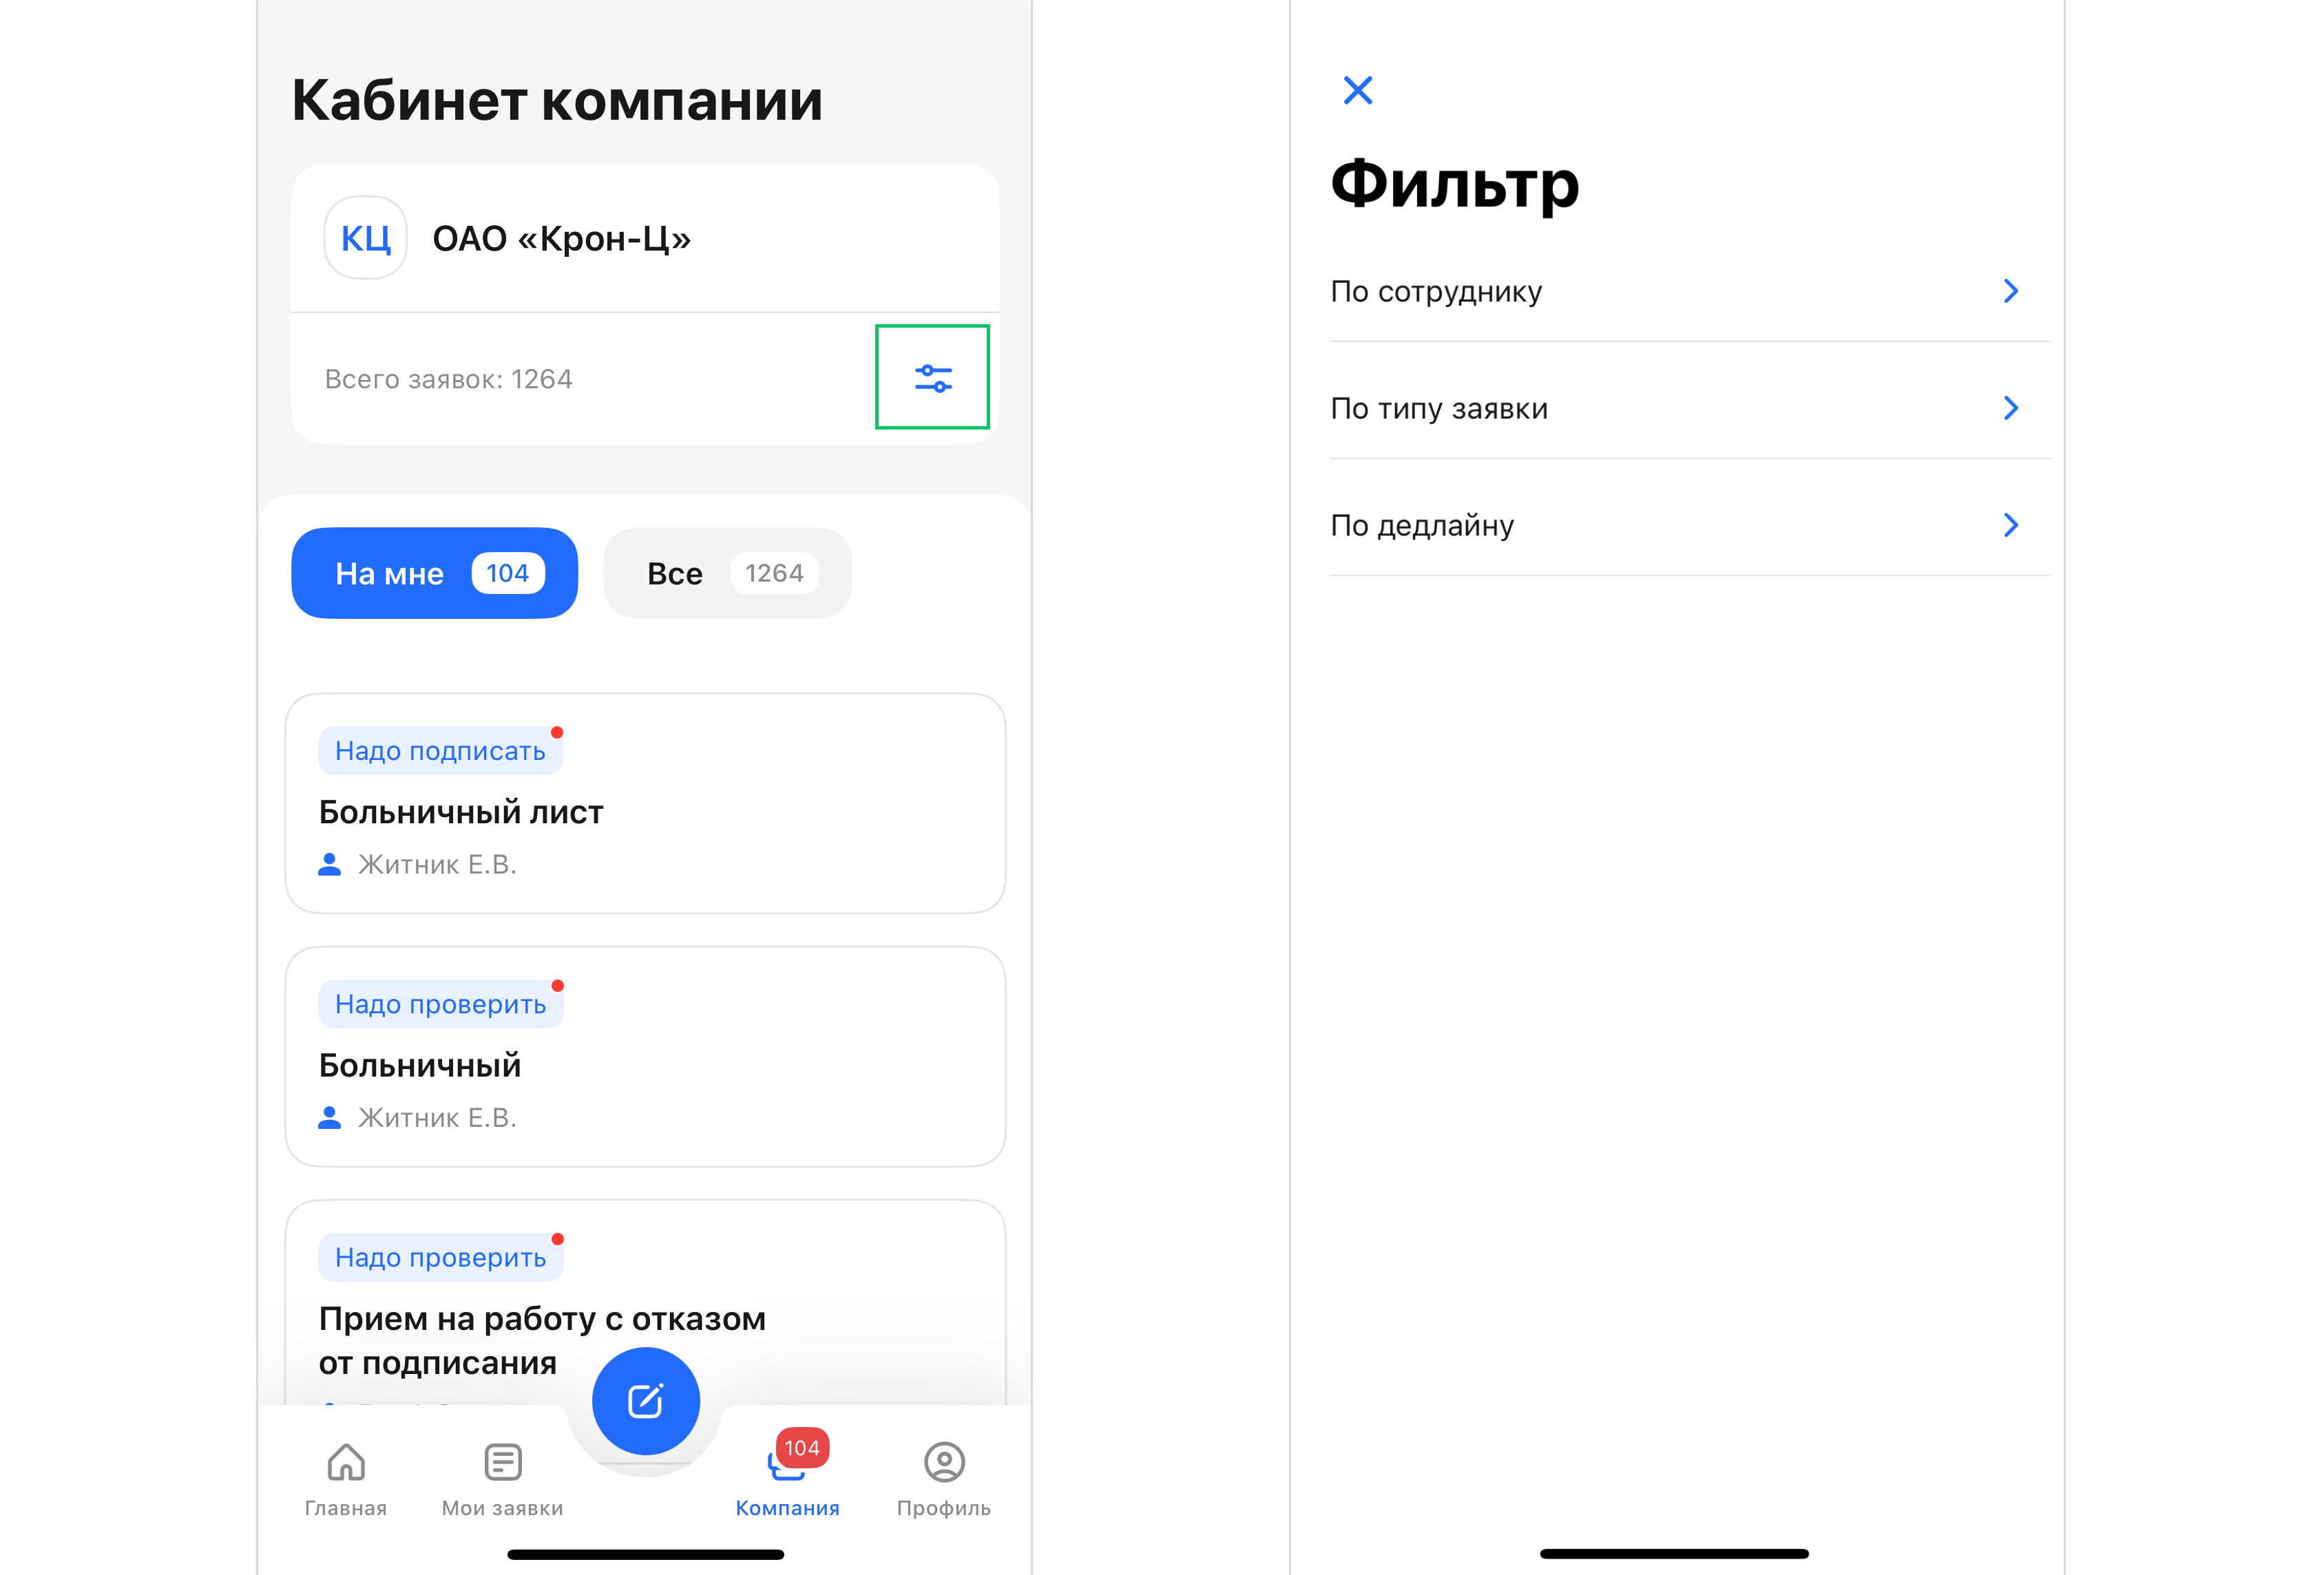 Кабинет компании
КЦ
ОАО «Крон-Ц»
Всего заявок: 1264
На мне 104
Все 1264
Надо подписать
Больничный лист
Житник Е.В.
Надо проверить
Больничный
Житник Е.В.
Надо проверить
Прием на работу с отказом
от подписания
104
Главная
Мои заявки
Компания
Профиль
Фильтр
По сотруднику
По типу заявки
По дедлайну